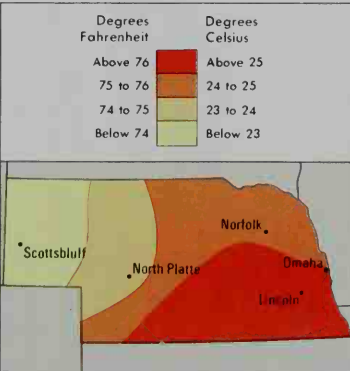 Degrees Fahrenheit
Degrees Celsius
Above 76 Above 25
75 to 76 24 to 25
74 to 75 23 to 24
Below 74 Below 23
Norfolk
Scottsbluff
North Platte
Omaha
Lincoln